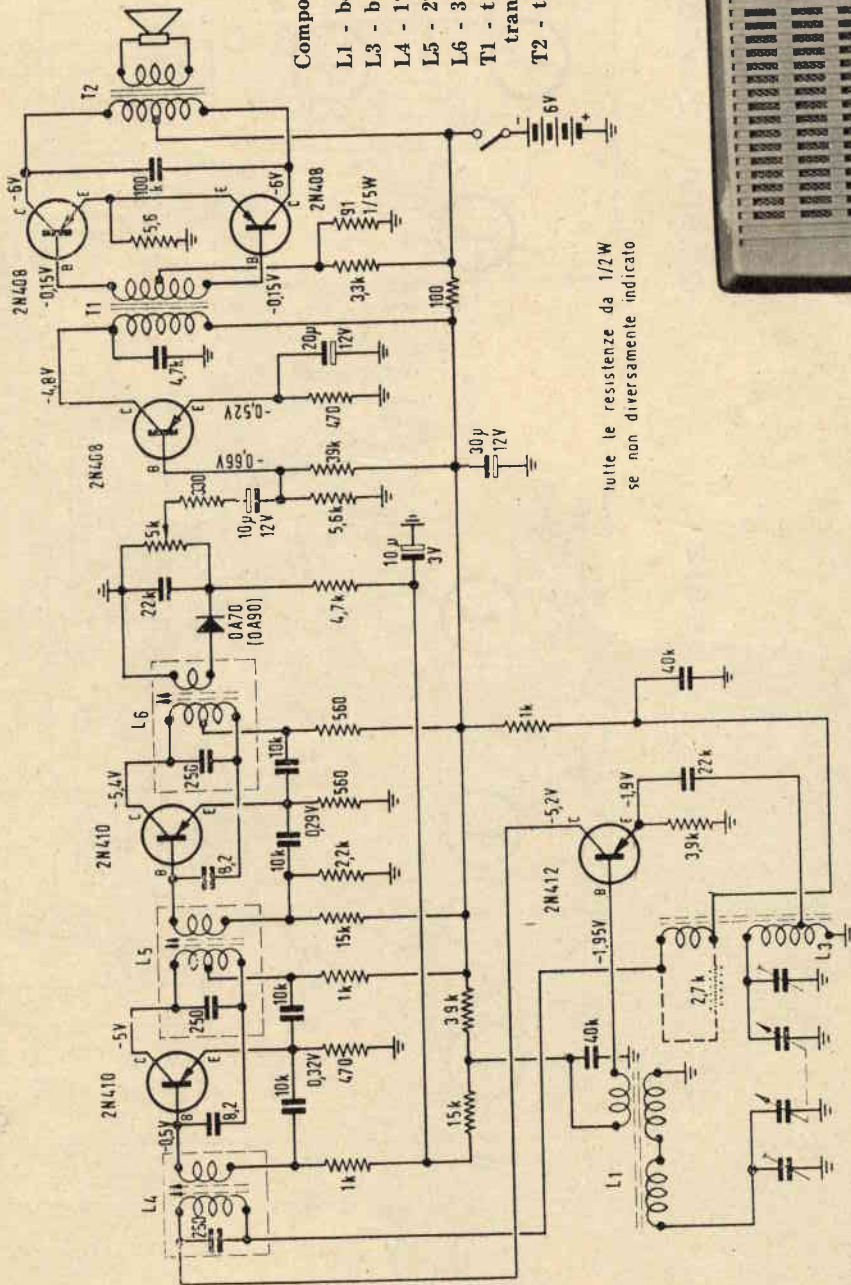 T2
6V
-6V
100
k
-6V
C
E
5,6
2N408
91
1/5W
3,3k
2N408
-0,15V
B
T1
-0,15V
B
100
-4,8V
4,7k
20µ
12V
C
E
-0,52V
470
2N408
B
-0,66V
39k
30µ
12V
330
10µ
12V
5,6k
5k
10µ
3V
22k
OA70
(OA90)
4,7k
L6
250
10k
560
-5,4V
C
E
0,29V
560
2N410
B
8,2
10k
2,2k
L5
15k
250
10k
1k
-5V
C
E
0,32V
470
2N410
B
-0,5V
8,2
10k
L4
250
1k
15k
3,9k
40k
1k
40k
2N412
-5,2V
C
E
-1,9V
22k
3,9k
B
-1,95V
2,7k
L3
L1
Compo
L1 - b
L3 - b
L4 - 1
L5 - 2
L6 - 3
T1 - t
tran
T2 - t
tutte le resistenze da 1/2W
se non diversamente indicato